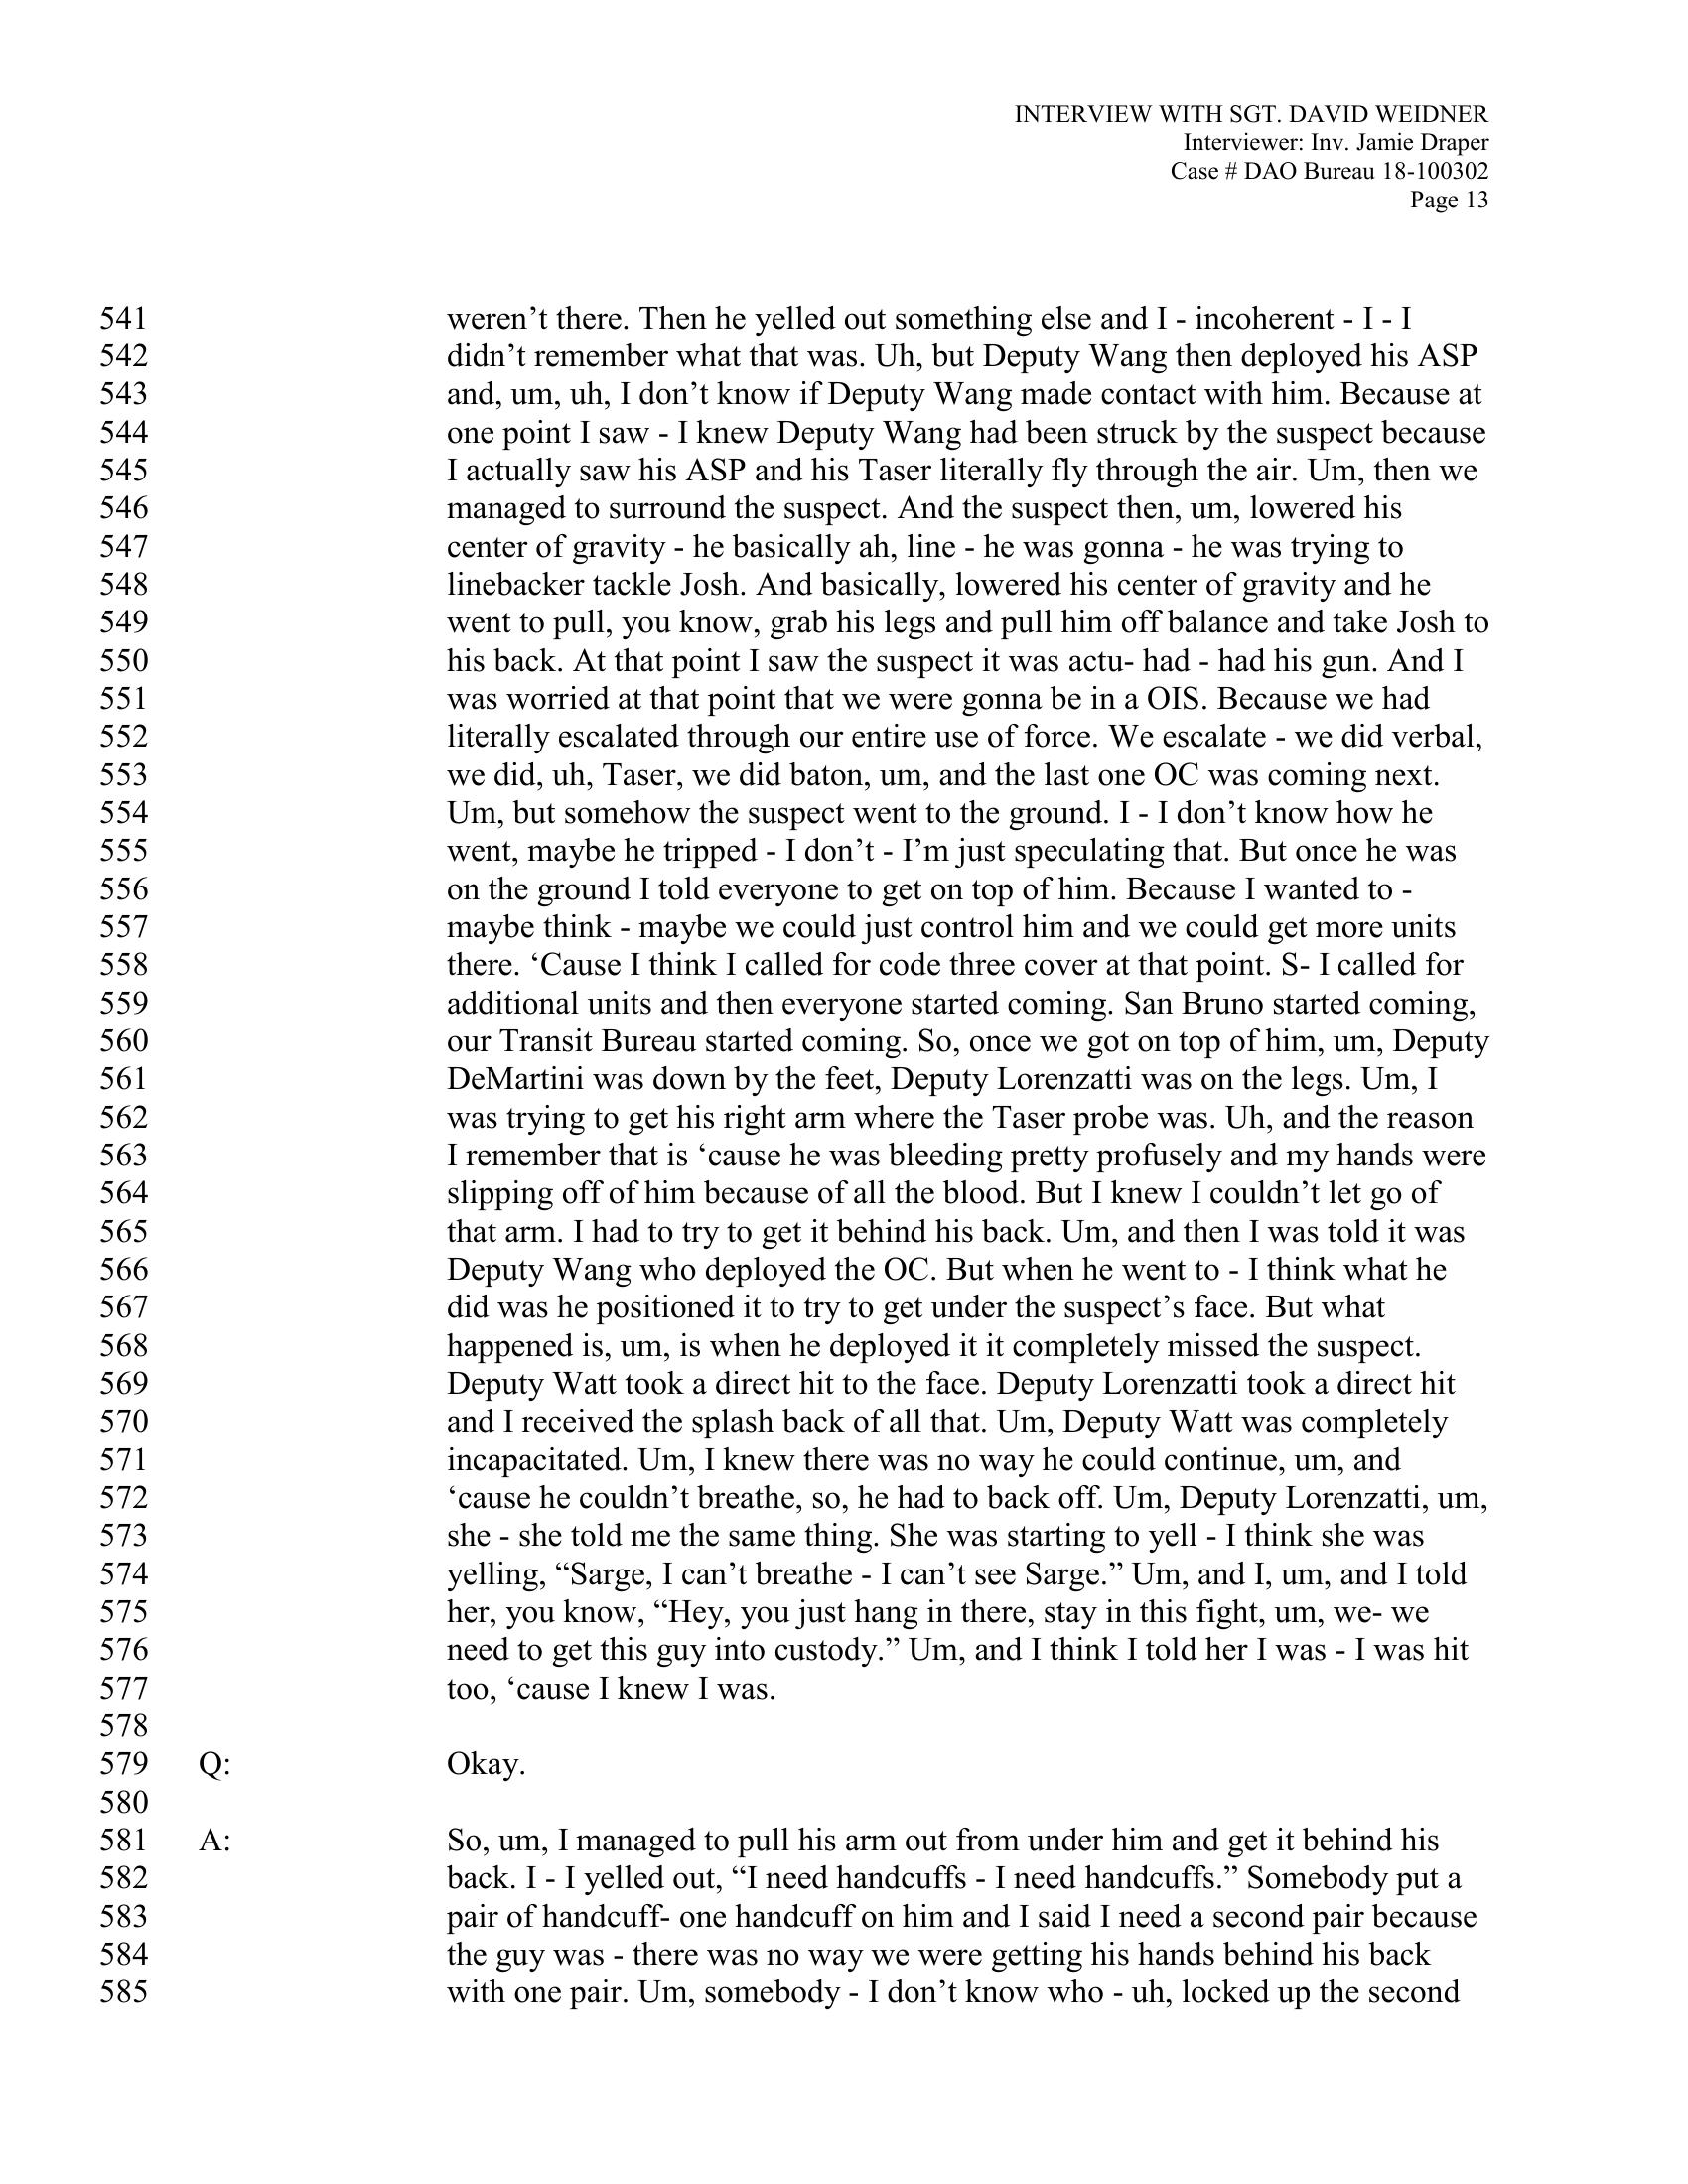 INTERVIEW WITH SGT. DAVID WEIDNER
Interviewer: Inv. Jamie Draper
Case # DAO Bureau 18-100302
Page 13
541 weren’t there. Then he yelled out something else and I - incoherent - I - I
542 didn’t remember what that was. Uh, but Deputy Wang then deployed his ASP
543 and, um, uh, I don’t know if Deputy Wang made contact with him. Because at
544 one point I saw - I knew Deputy Wang had been struck by the suspect because
545 I actually saw his ASP and his Taser literally fly through the air. Um, then we
546 managed to surround the suspect. And the suspect then, um, lowered his
547 center of gravity - he basically ah, line - he was gonna - he was trying to
548 linebacker tackle Josh. And basically, lowered his center of gravity and he
549 went to pull, you know, grab his legs and pull him off balance and take Josh to
550 his back. At that point I saw the suspect it was actu- had - had his gun. And I
551 was worried at that point that we were gonna be in a OIS. Because we had
552 literally escalated through our entire use of force. We escalate - we did verbal,
553 we did, uh, Taser, we did baton, um, and the last one OC was coming next.
554 Um, but somehow the suspect went to the ground. I - I don’t know how he
555 went, maybe he tripped - I don’t - I’m just speculating that. But once he was
556 on the ground I told everyone to get on top of him. Because I wanted to -
557 maybe think - maybe we could just control him and we could get more units
558 there. ‘Cause I think I called for code three cover at that point. S- I called for
559 additional units and then everyone started coming. San Bruno started coming,
560 our Transit Bureau started coming. So, once we got on top of him, um, Deputy
561 DeMartini was down by the feet, Deputy Lorenzatti was on the legs. Um, I
562 was trying to get his right arm where the Taser probe was. Uh, and the reason
563 I remember that is ‘cause he was bleeding pretty profusely and my hands were
564 slipping off of him because of all the blood. But I knew I couldn’t let go of
565 that arm. I had to try to get it behind his back. Um, and then I was told it was
566 Deputy Wang who deployed the OC. But when he went to - I think what he
567 did was he positioned it to try to get under the suspect’s face. But what
568 happened is, um, is when he deployed it it completely missed the suspect.
569 Deputy Watt took a direct hit to the face. Deputy Lorenzatti took a direct hit
570 and I received the splash back of all that. Um, Deputy Watt was completely
571 incapacitated. Um, I knew there was no way he could continue, um, and
572 ‘cause he couldn’t breathe, so, he had to back off. Um, Deputy Lorenzatti, um,
573 she - she told me the same thing. She was starting to yell - I think she was
574 yelling, “Sarge, I can’t breathe - I can’t see Sarge.” Um, and I, um, and I told
575 her, you know, “Hey, you just hang in there, stay in this fight, um, we- we
576 need to get this guy into custody.” Um, and I think I told her I was - I was hit
577 too, ‘cause I knew I was.
578
579 Q: Okay.
580
581 A: So, um, I managed to pull his arm out from under him and get it behind his
582 back. I - I yelled out, “I need handcuffs - I need handcuffs.” Somebody put a
583 pair of handcuff- one handcuff on him and I said I need a second pair because
584 the guy was - there was no way we were getting his hands behind his back
585 with one pair. Um, somebody - I don’t know who - uh, locked up the second